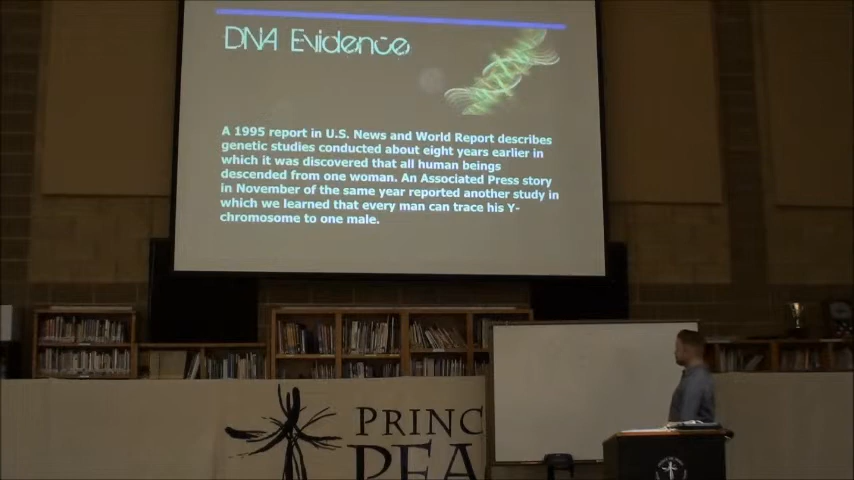 DNA Evidence
A 1995 report in U.S. News and World Report describes
genetic studies conducted about eight years earlier in
which it was discovered that all human beings
descended from one woman. An Associated Press story
in November of the same year reported another study in
which we learned that every man can trace his Y-
chromosome to one male.
PRINC
PEA